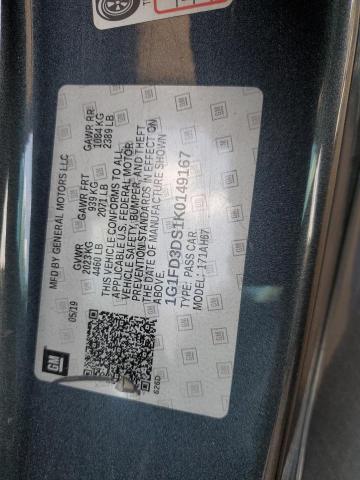 MFD BY GENERAL MOTORS LLC
05/19
GVWR
2023 KG
4460 LB
GAWR FRT
939 KG
2071 LB
GAWR RR
1084 KG
2389 LB
THIS VEHICLE CONFORMS TO ALL
APPLICABLE U.S. FEDERAL MOTOR
VEHICLE SAFETY, BUMPER, AND THEFT
PREVENTION STANDARDS IN EFFECT ON
THE DATE OF MANUFACTURE SHOWN
ABOVE.
1G1FD3DS1K0149167
TYPE: PASS CAR
MODEL: 171AH67
GM
626D